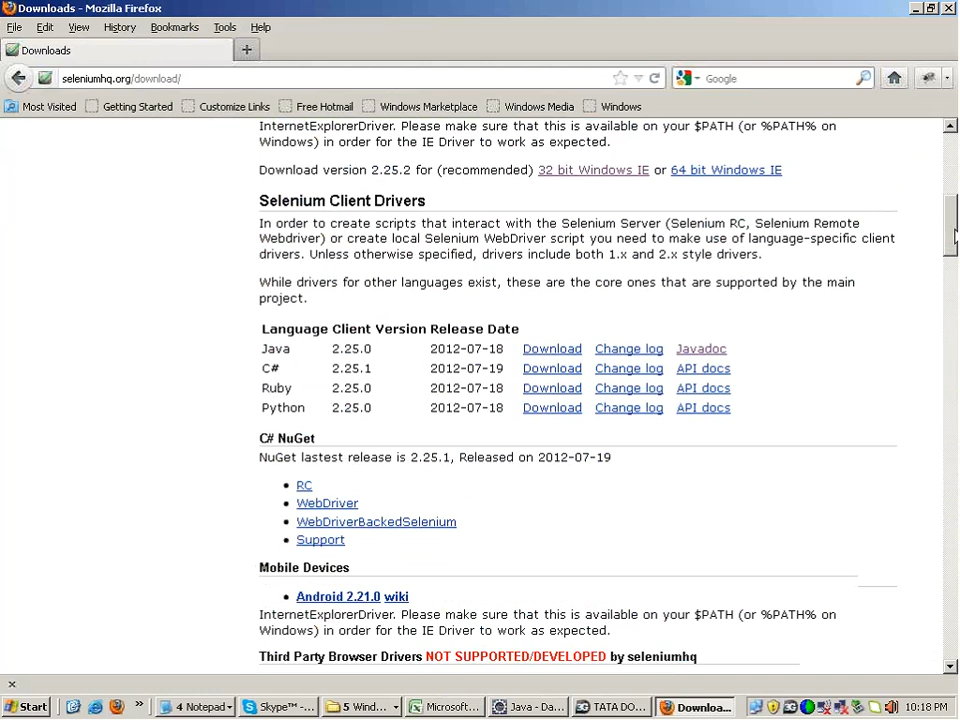 Downloads - Mozilla Firefox
File Edit View History Bookmarks Tools Help
Downloads
seleniumhq.org/download/
Google
Most Visited Getting Started Customize Links Free Hotmail Windows Marketplace Windows Media Windows
InternetExplorerDriver. Please make sure that this is available on your $PATH (or %PATH% on
Windows) in order for the IE Driver to work as expected.
Download version 2.25.2 for (recommended) 32 bit Windows IE or 64 bit Windows IE
Selenium Client Drivers
In order to create scripts that interact with the Selenium Server (Selenium RC, Selenium Remote
Webdriver) or create local Selenium WebDriver script you need to make use of language-specific client
drivers. Unless otherwise specified, drivers include both 1.x and 2.x style drivers.
While drivers for other languages exist, these are the core ones that are supported by the main
project.
Language Client Version Release Date
Java 2.25.0 2012-07-18 Download Change log Javadoc
C# 2.25.1 2012-07-19 Download Change log API docs
Ruby 2.25.0 2012-07-18 Download Change log API docs
Python 2.25.0 2012-07-18 Download Change log API docs
C# NuGet
NuGet lastest release is 2.25.1, Released on 2012-07-19
RC
WebDriver
WebDriverBackedSelenium
Support
Mobile Devices
Android 2.21.0 wiki
InternetExplorerDriver. Please make sure that this is available on your $PATH (or %PATH% on
Windows) in order for the IE Driver to work as expected.
Third Party Browser Drivers NOT SUPPORTED/DEVELOPED by seleniumhq
Start 4 Notepad Skype™-... 5 Wind... Microsoft... Java - Da... TATA DO... Downloa... 10:18 PM